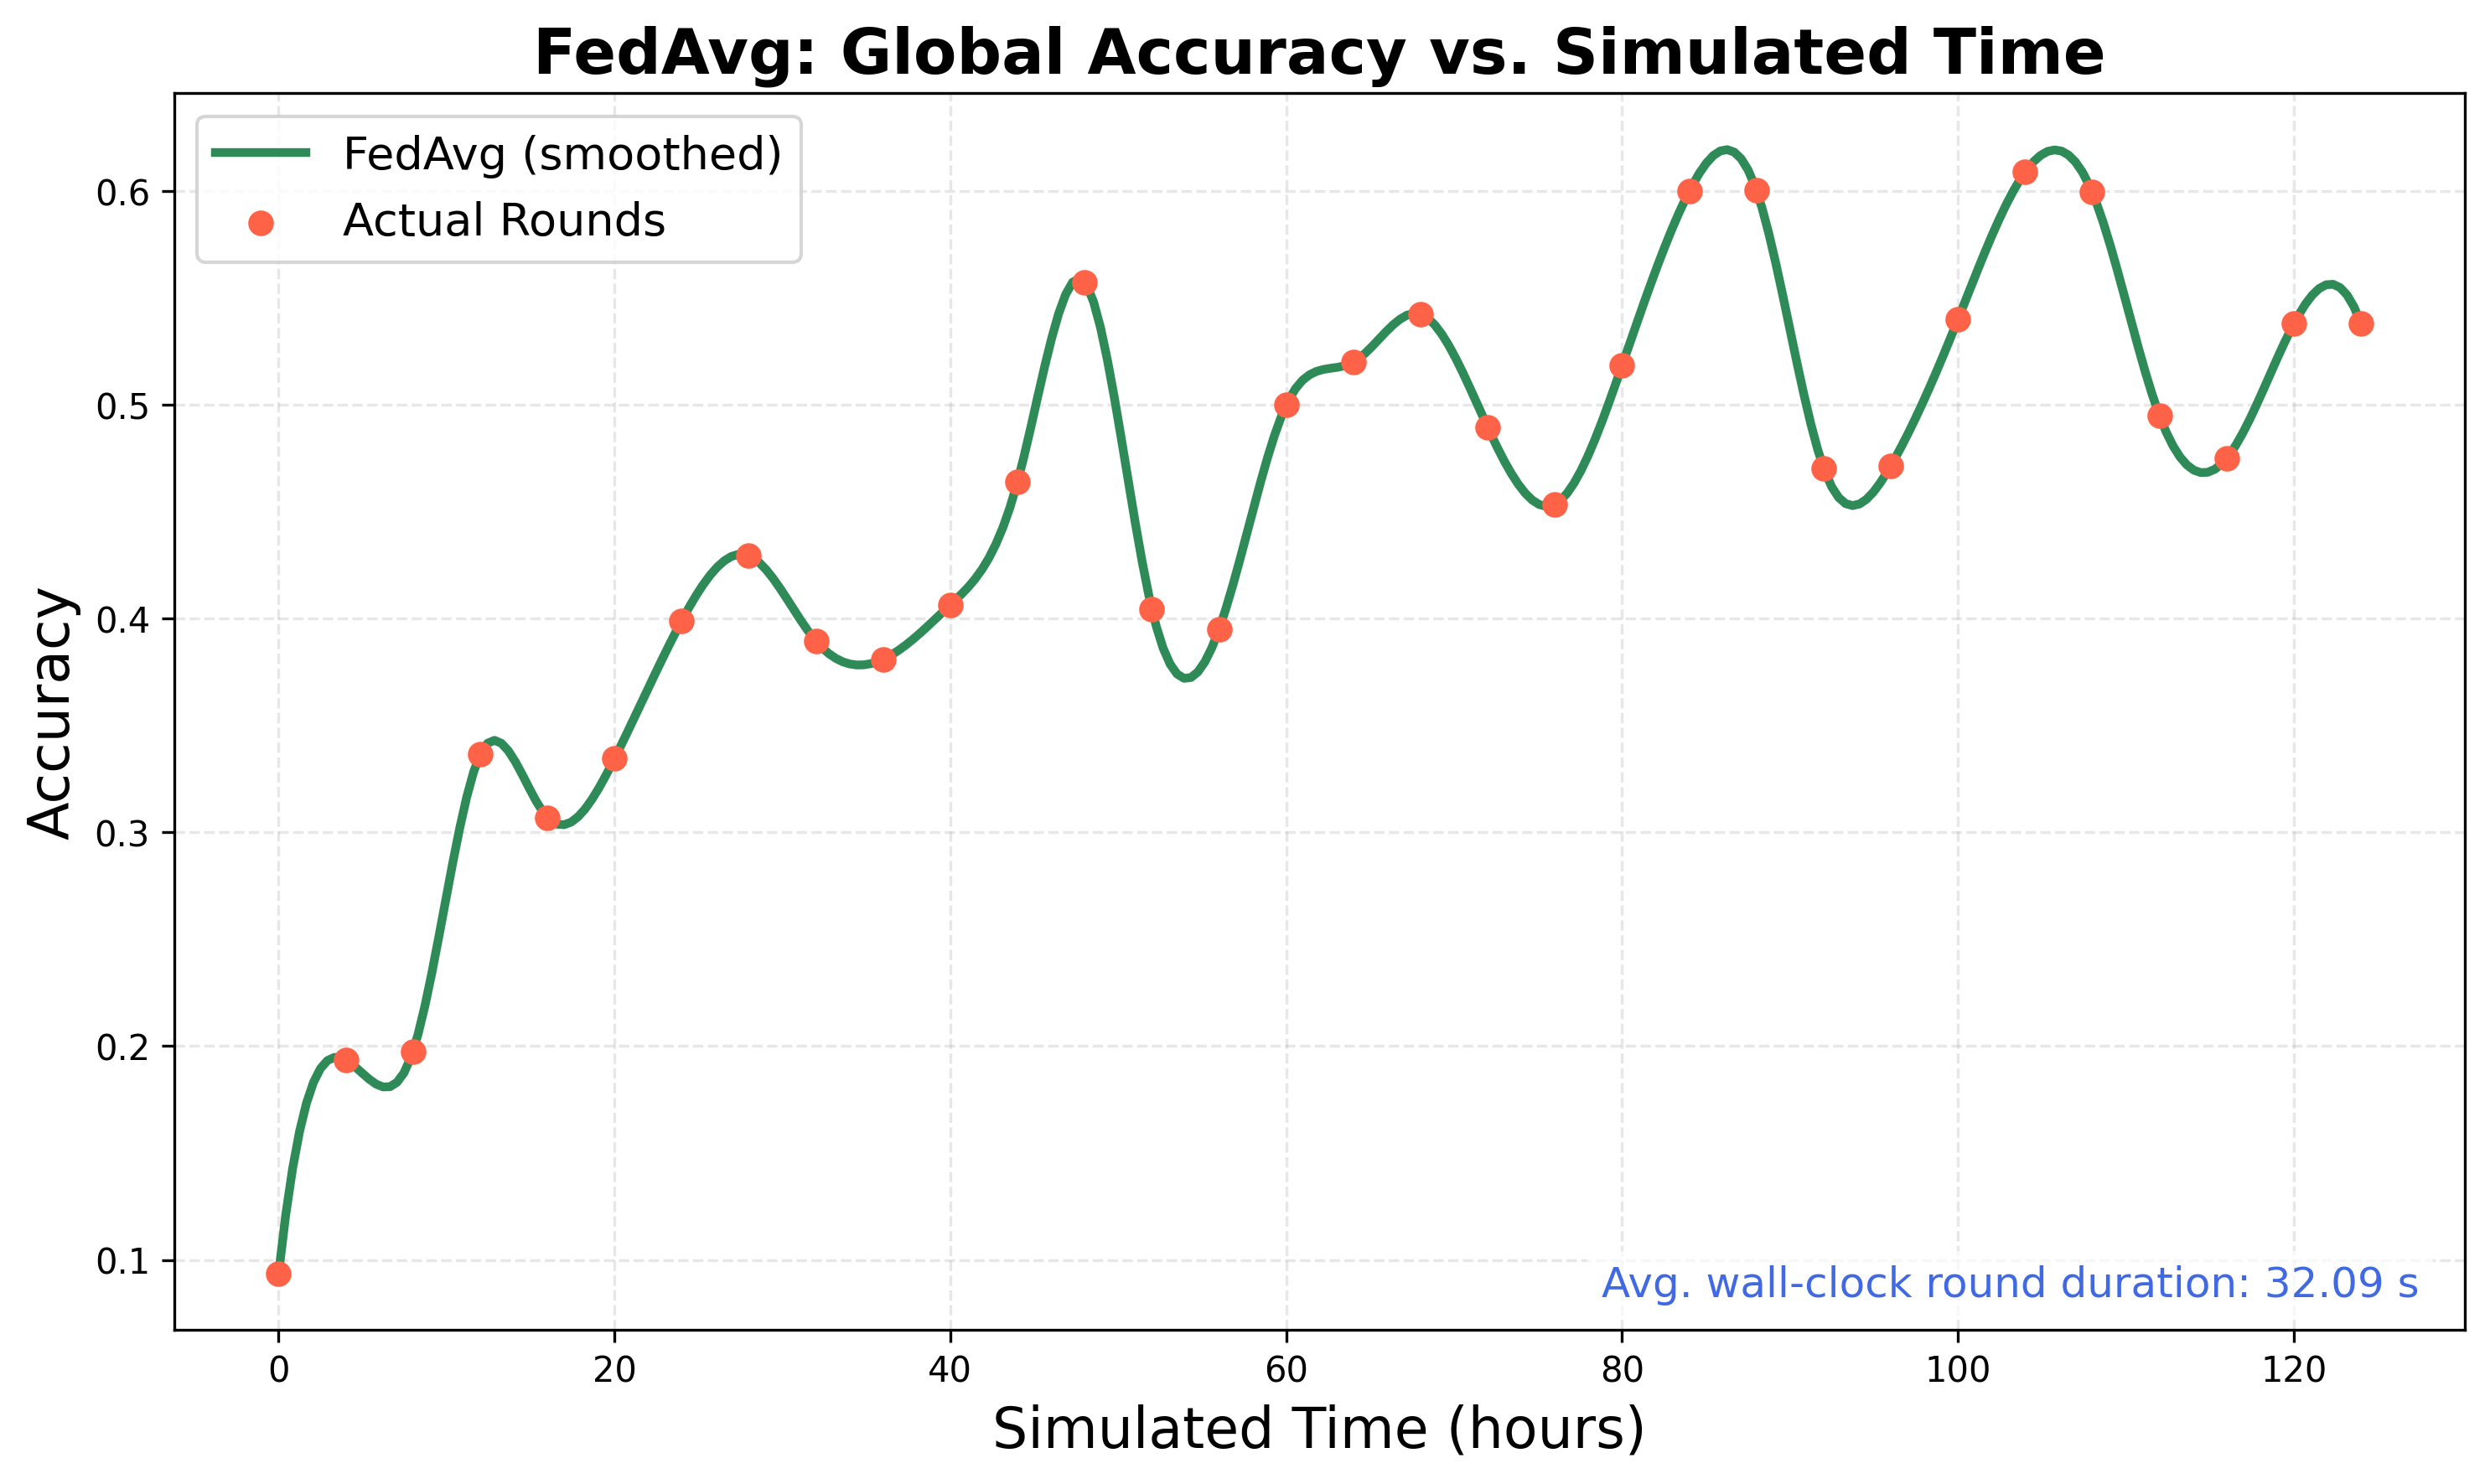 FedAvg: Global Accuracy vs. Simulated Time
FedAvg (smoothed)
Actual Rounds
Accuracy
0.6
0.5
0.4
0.3
0.2
0.1
Avg. wall-clock round duration: 32.09 s
0 20 40 60 80 100 120
Simulated Time (hours)